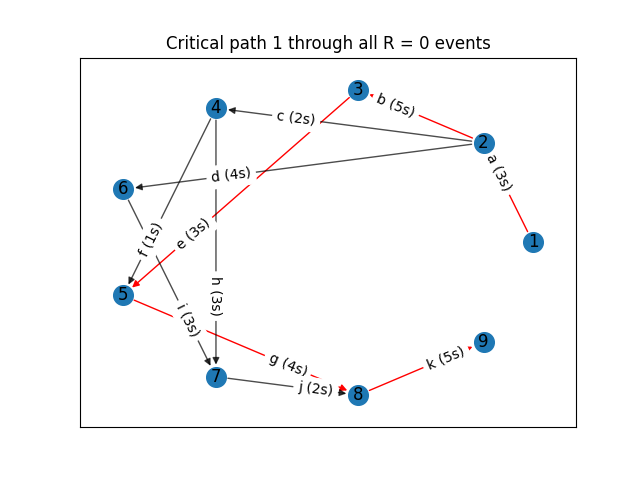 Critical path 1 through all R = 0 events
3
b (5s)
4
c (2s)
2
a (3s)
d (4s)
6
e (3s)
f (1s)
1
5
h (3s)
i (3s)
9
k (5s)
g (4s)
7
j (2s)
8